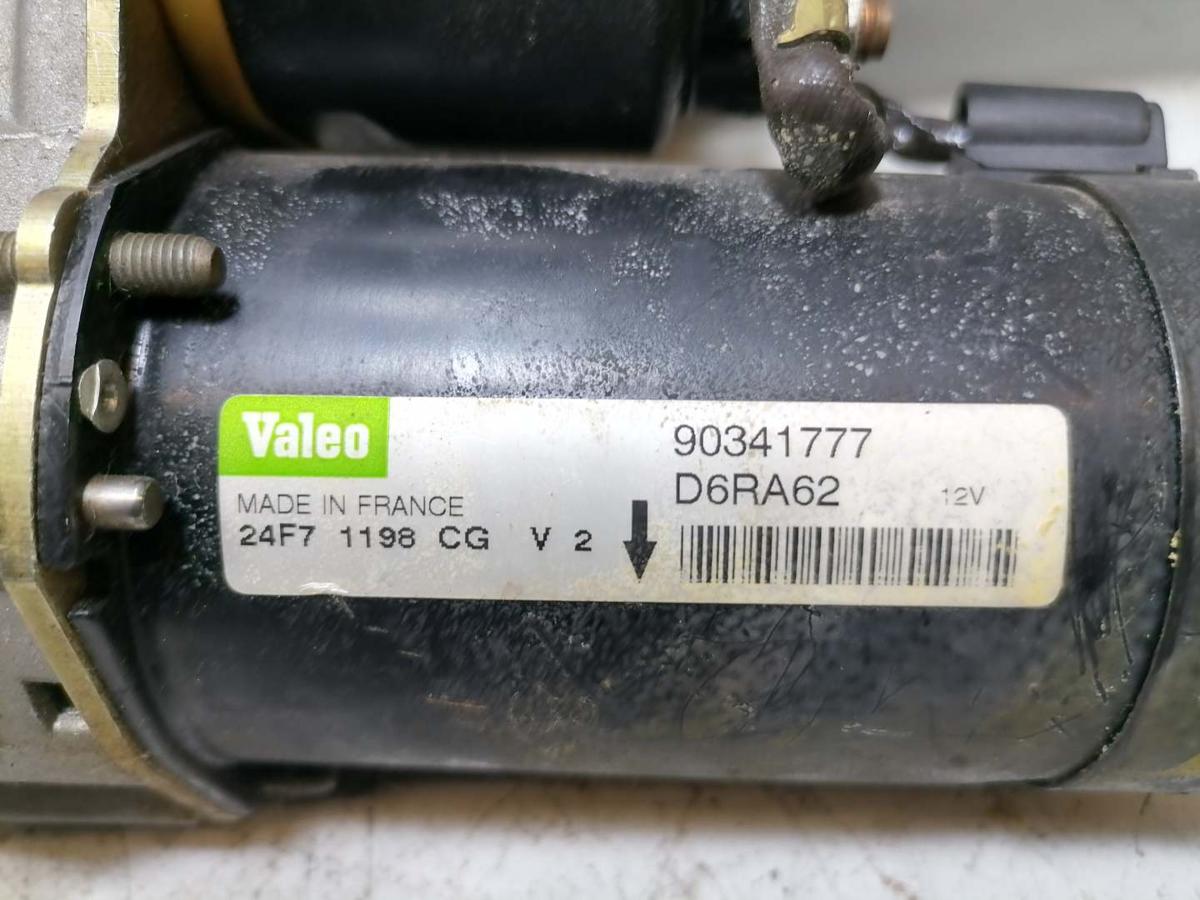 Valeo
MADE IN FRANCE
24F7 1198 CG V 2
90341777
D6RA62 12V